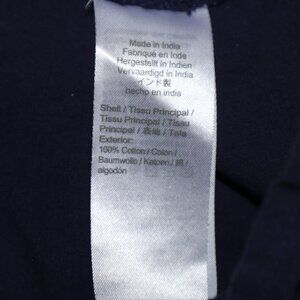 Made in India
Fabriqué en Inde
Hergestellt in Indien
Vervaardigd in India
インド製
hecho en india
Shell / Tissu Principal /
Tissu Principal / Tissu
Principal / 表地 / Tela
Exterior:
100% Cotton / Coton /
Baumwolle / Katoen / 綿 /
algodón